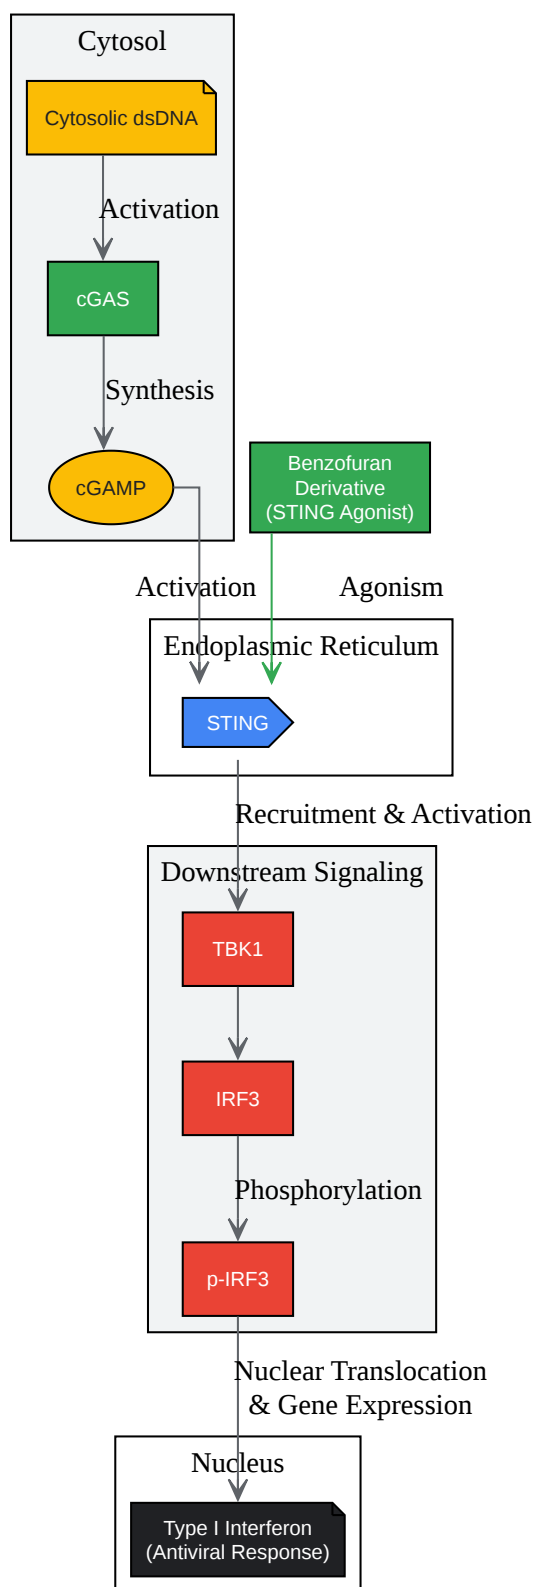 Cytosol
Cytosolic dsDNA
Activation
cGAS
Synthesis
cGAMP
Benzofuran
Derivative
(STING Agonist)
Activation
Agonism
Endoplasmic Reticulum
STING
Recruitment & Activation
Downstream Signaling
TBK1
IRF3
Phosphorylation
p-IRF3
Nuclear Translocation
& Gene Expression
Nucleus
Type I Interferon
(Antiviral Response)